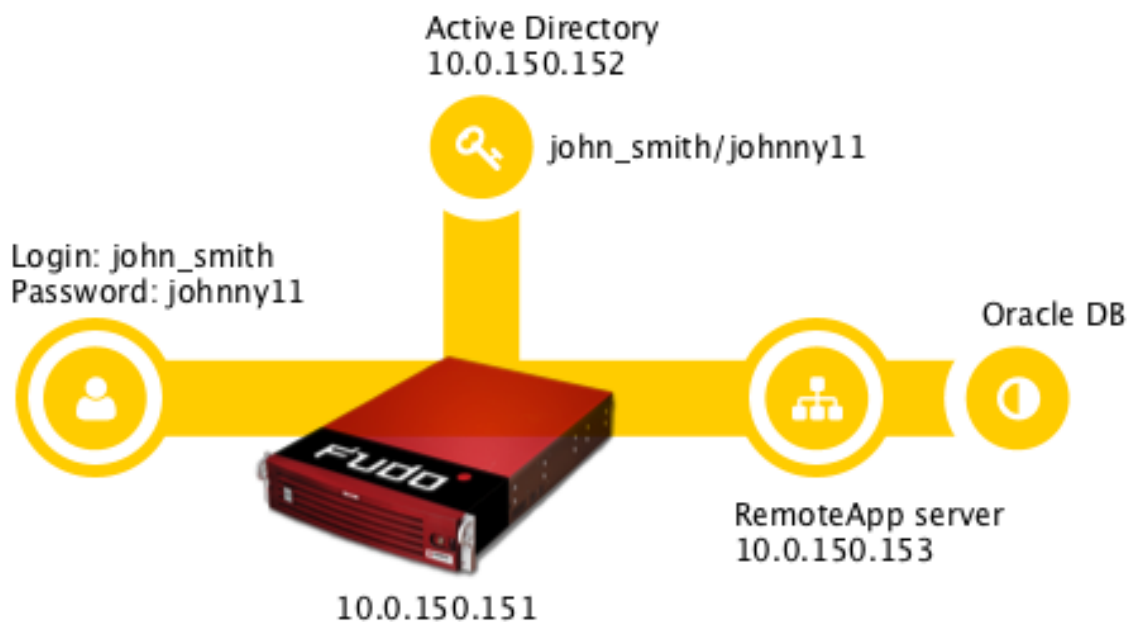 Active Directory
10.0.150.152
john_smith/johnny11
Login: john_smith
Password: johnny11
Oracle DB
FUDO
RemoteApp server
10.0.150.153
10.0.150.151